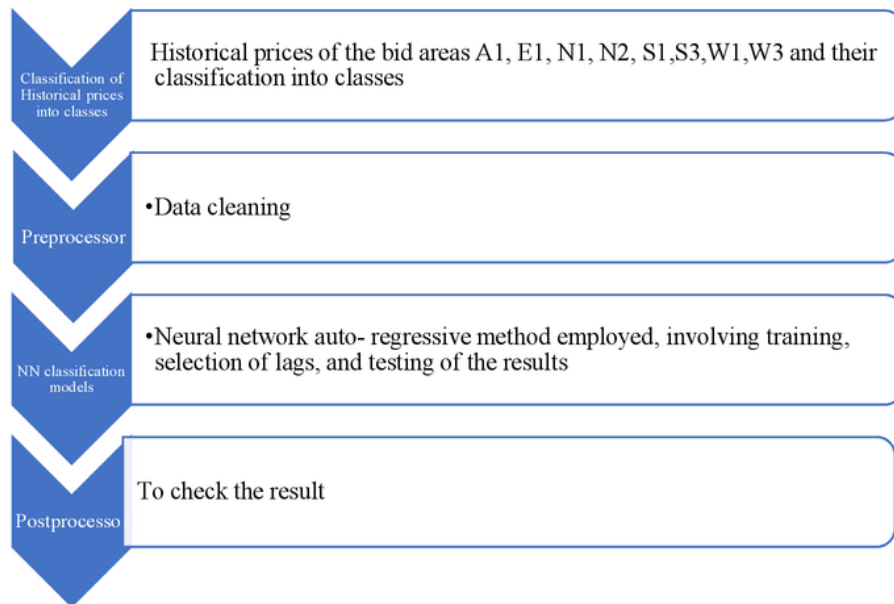 Classification of
Historical prices
into classes
Historical prices of the bid areas A1, E1, N1, N2, S1,S3,W1,W3 and their
classification into classes
Preprocessor
•Data cleaning
NN classification
models
•Neural network auto- regressive method employed, involving training,
selection of lags, and testing of the results
Postprocesso
To check the result